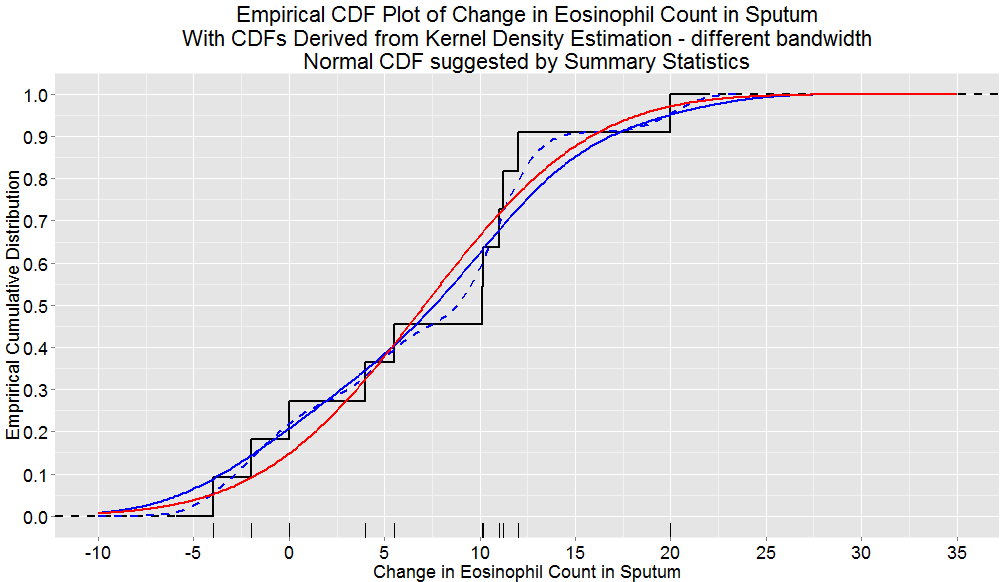 Empirical CDF Plot of Change in Eosinophil Count in Sputum
With CDFs Derived from Kernel Density Estimation - different bandwidth
Normal CDF suggested by Summary Statistics
Emprirical Cumulative Distribution
1.0
0.9
0.8
0.7
0.6
0.5
0.4
0.3
0.2
0.1
0.0
-10 -5 0 5 10 15 20 25 30 35
Change in Eosinophil Count in Sputum